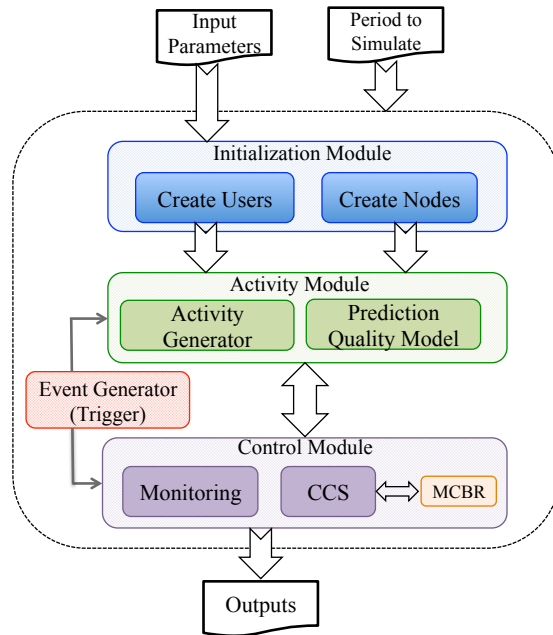 Input
Parameters
Period to
Simulate
Initialization Module
Create Users
Create Nodes
Activity Module
Activity
Generator
Prediction
Quality Model
Event Generator
(Trigger)
Control Module
Monitoring
CCS
MCBR
Outputs